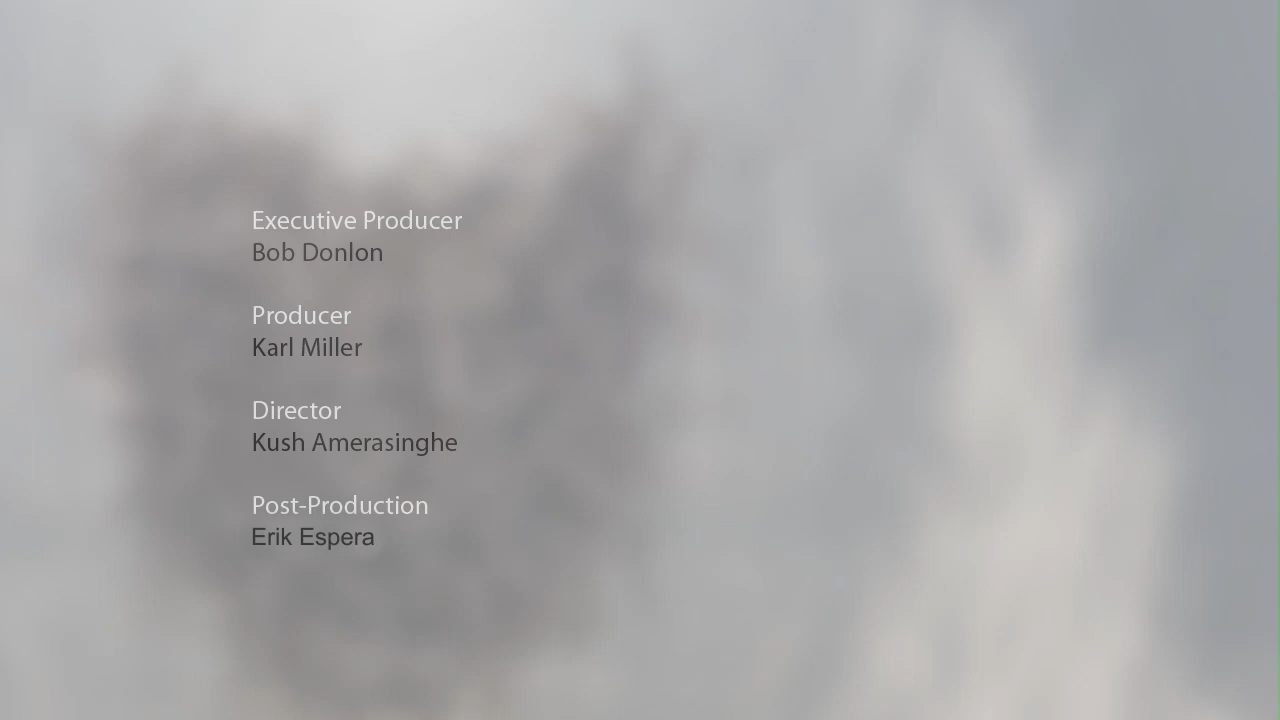 Executive Producer
Bob Donlon
Producer
Karl Miller
Director
Kush Amerasinghe
Post-Production
Erik Espera